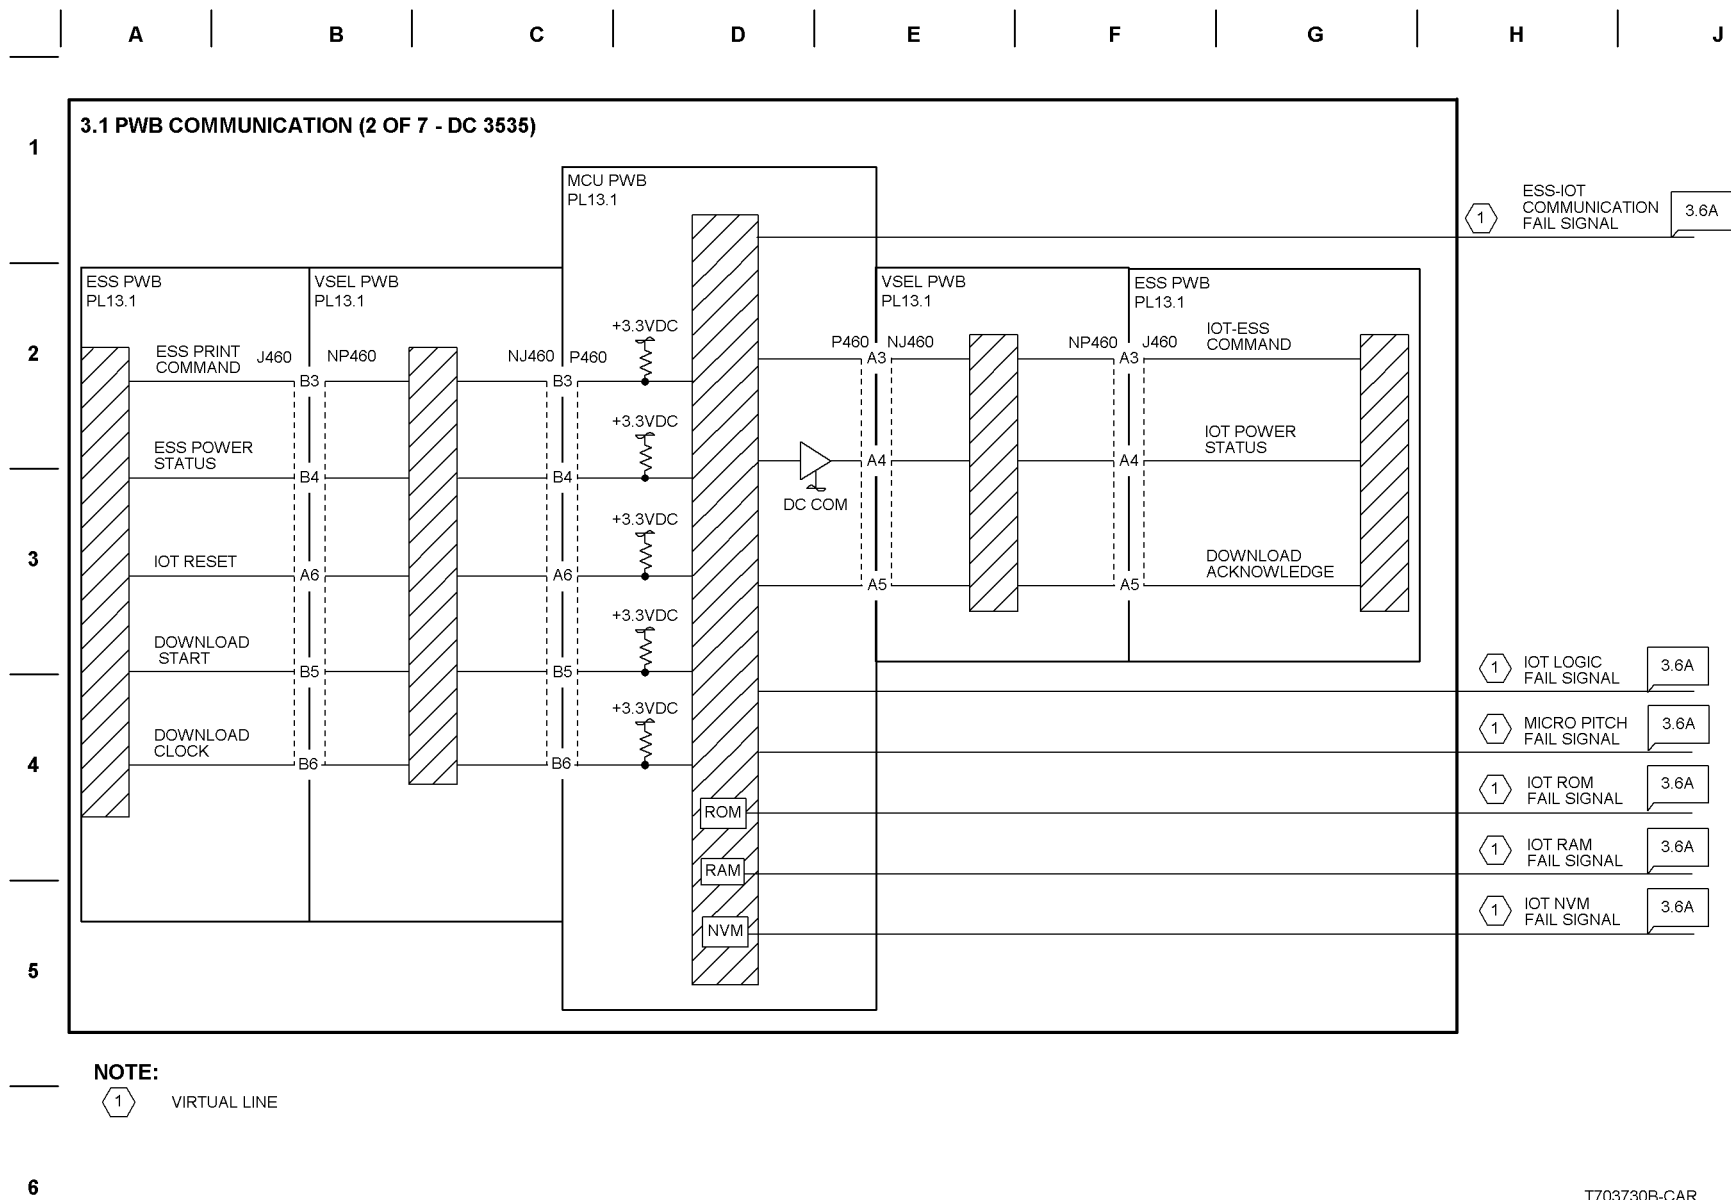 A B C D E F G H J
1
3.1 PWB COMMUNICATION (2 OF 7 - DC 3535)
MCU PWB
PL13.1
1
ESS-IOT
COMMUNICATION
FAIL SIGNAL
3.6A
ESS PWB
PL13.1
VSEL PWB
PL13.1
VSEL PWB
PL13.1
ESS PWB
PL13.1
2
ESS PRINT
COMMAND
J460
NP460
NJ460
P460
+3.3VDC
P460
A3
NJ460
NP460
A3
J460
IOT-ESS
COMMAND
B3
B3
ESS POWER
STATUS
B4
B4
+3.3VDC
DC COM
A4
A4
IOT POWER
STATUS
3
IOT RESET
A6
A6
+3.3VDC
A5
A5
DOWNLOAD
ACKNOWLEDGE
DOWNLOAD
START
B5
B5
+3.3VDC
1
IOT LOGIC
FAIL SIGNAL
3.6A
4
DOWNLOAD
CLOCK
B6
B6
+3.3VDC
1
MICRO PITCH
FAIL SIGNAL
3.6A
ROM
1
IOT ROM
FAIL SIGNAL
3.6A
RAM
1
IOT RAM
FAIL SIGNAL
3.6A
NVM
1
IOT NVM
FAIL SIGNAL
3.6A
5
NOTE:
1 VIRTUAL LINE
6
T703730B-CAR